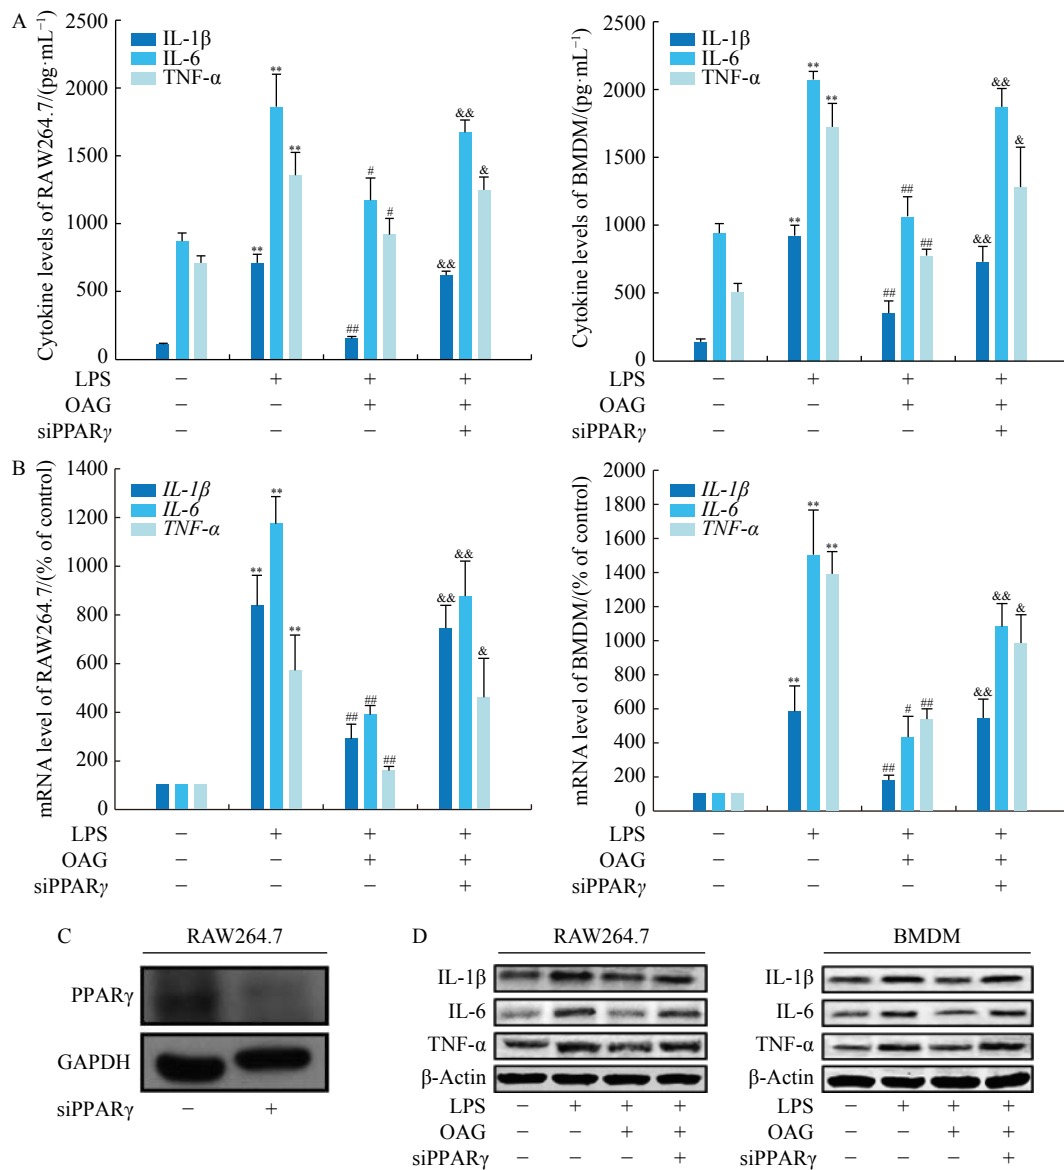 A
Cytokine levels of RAW264.7/(pg·mL⁻¹)
2500
2000
1500
1000
500
0
IL-1β
IL-6
TNF-α
** ** **
## # #
&& && &
LPS − + + +
OAG − − + +
siPPARγ − − − +
Cytokine levels of BMDM/(pg·mL⁻¹)
2500
2000
1500
1000
500
0
IL-1β
IL-6
TNF-α
** ** **
## ## ##
&& && &
LPS − + + +
OAG − − + +
siPPARγ − − − +
B
mRNA level of RAW264.7/(% of control)
1400
1200
1000
800
600
400
200
0
IL-1β
IL-6
TNF-α
** ** **
## ## ##
&& && &
LPS − + + +
OAG − − + +
siPPARγ − − − +
mRNA level of BMDM/(% of control)
2000
1800
1600
1400
1000
600
400
200
0
IL-1β
IL-6
TNF-α
** ** **
## # ##
&& && &
LPS − + + +
OAG − − + +
siPPARγ − − − +
C
RAW264.7
PPARγ
GAPDH
siPPARγ − +
D
RAW264.7
IL-1β
IL-6
TNF-α
β-Actin
LPS − + + +
OAG − − + +
siPPARγ − − − +
BMDM
IL-1β
IL-6
TNF-α
β-Actin
LPS − + + +
OAG − − + +
siPPARγ − − − +